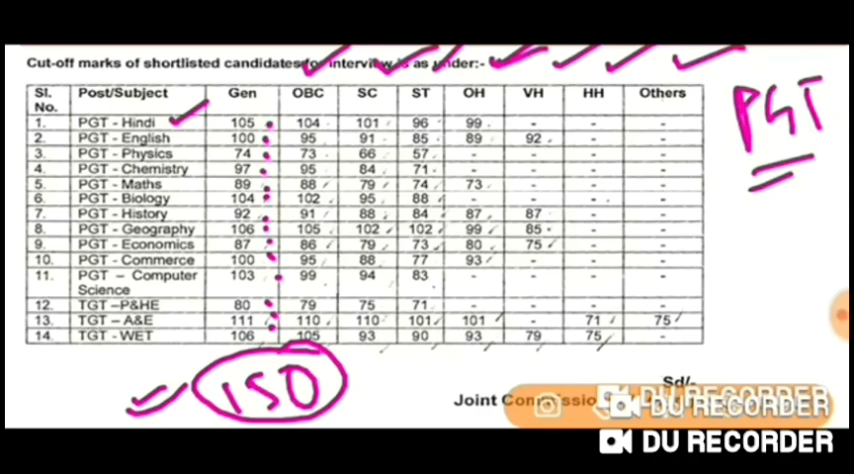 Cut-off marks of shortlisted candidates for interview is as under:-
Sl. No. Post/Subject Gen OBC SC ST OH VH HH Others
1. PGT - Hindi 105 104 101 96 99 - - -
2. PGT - English 100 95 91 85 89 92 - -
3. PGT - Physics 74 73 66 57 - - - -
4. PGT - Chemistry 97 95 84 71 - - - -
5. PGT - Maths 89 88 79 74 73 - - -
6. PGT - Biology 104 102 95 88 - - - -
7. PGT - History 92 91 88 84 87 87 - -
8. PGT - Geography 106 105 102 102 99 85 - -
9. PGT - Economics 87 86 79 73 80 75 - -
10. PGT - Commerce 100 95 88 77 93 - - -
11. PGT – Computer Science 103 99 94 83 - - - -
12. TGT –P&HE 80 79 75 71 - - - -
13. TGT – A&E 111 110 110 101 101 - 71 75
14. TGT - WET 106 105 93 90 93 79 75 -
PGT
150
Sd/-
Joint
DU RECORDER
DU RECORDER
DU RECORDER